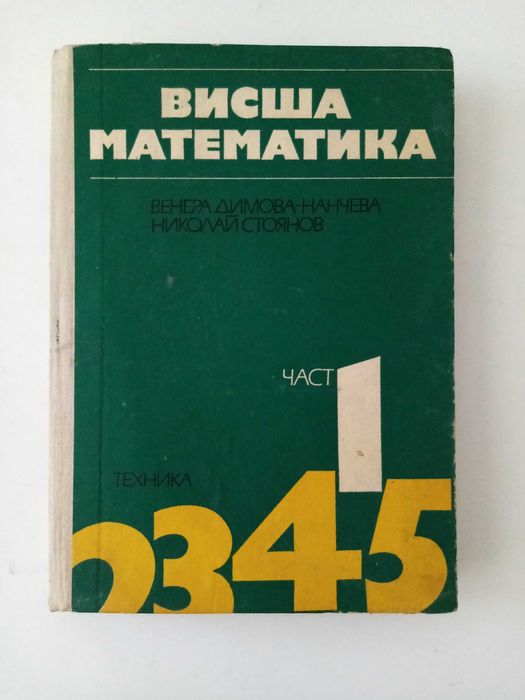 ВИСША
МАТЕМАТИКА
ВЕНЕРА ДИМОВА-НАНЧЕВА
НИКОЛАЙ СТОЯНОВ
ЧАСТ 1
ТЕХНИКА
2345